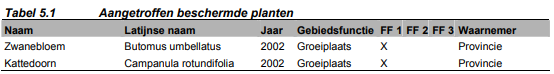 Tabel 5.1 Aangetroffen beschermde planten
Naam Latijnse naam Jaar Gebiedsfunctie FF 1 FF 2 FF 3 Waarnemer
Zwanebloem Butomus umbellatus 2002 Groeiplaats X Provincie
Kattedoorn Campanula rotundifolia 2002 Groeiplaats X Provincie